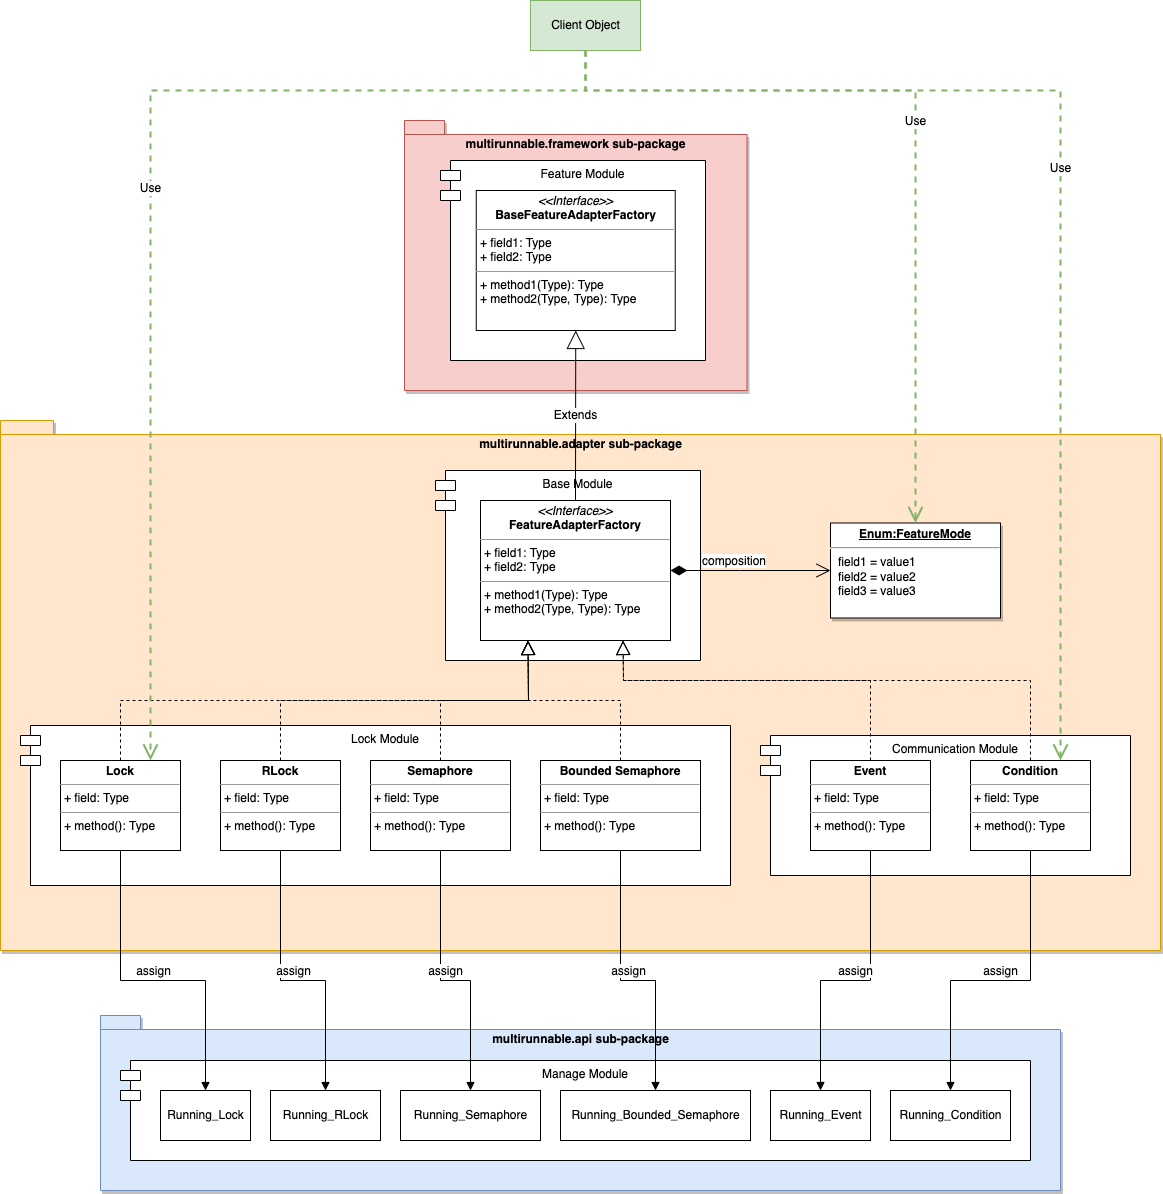 Client Object
Use
Use
Use
multirunnable.framework sub-package
Feature Module
<<Interface>>
BaseFeatureAdapterFactory
+ field1: Type
+ field2: Type
+ method1(Type): Type
+ method2(Type, Type): Type
Extends
multirunnable.adapter sub-package
Base Module
<<Interface>>
FeatureAdapterFactory
+ field1: Type
+ field2: Type
+ method1(Type): Type
+ method2(Type, Type): Type
composition
Enum:FeatureMode
field1 = value1
field2 = value2
field3 = value3
Lock Module
Lock
+ field: Type
+ method(): Type
RLock
+ field: Type
+ method(): Type
Semaphore
+ field: Type
+ method(): Type
Bounded Semaphore
+ field: Type
+ method(): Type
Communication Module
Event
+ field: Type
+ method(): Type
Condition
+ field: Type
+ method(): Type
assign
assign
assign
assign
assign
assign
multirunnable.api sub-package
Manage Module
Running_Lock
Running_RLock
Running_Semaphore
Running_Bounded_Semaphore
Running_Event
Running_Condition